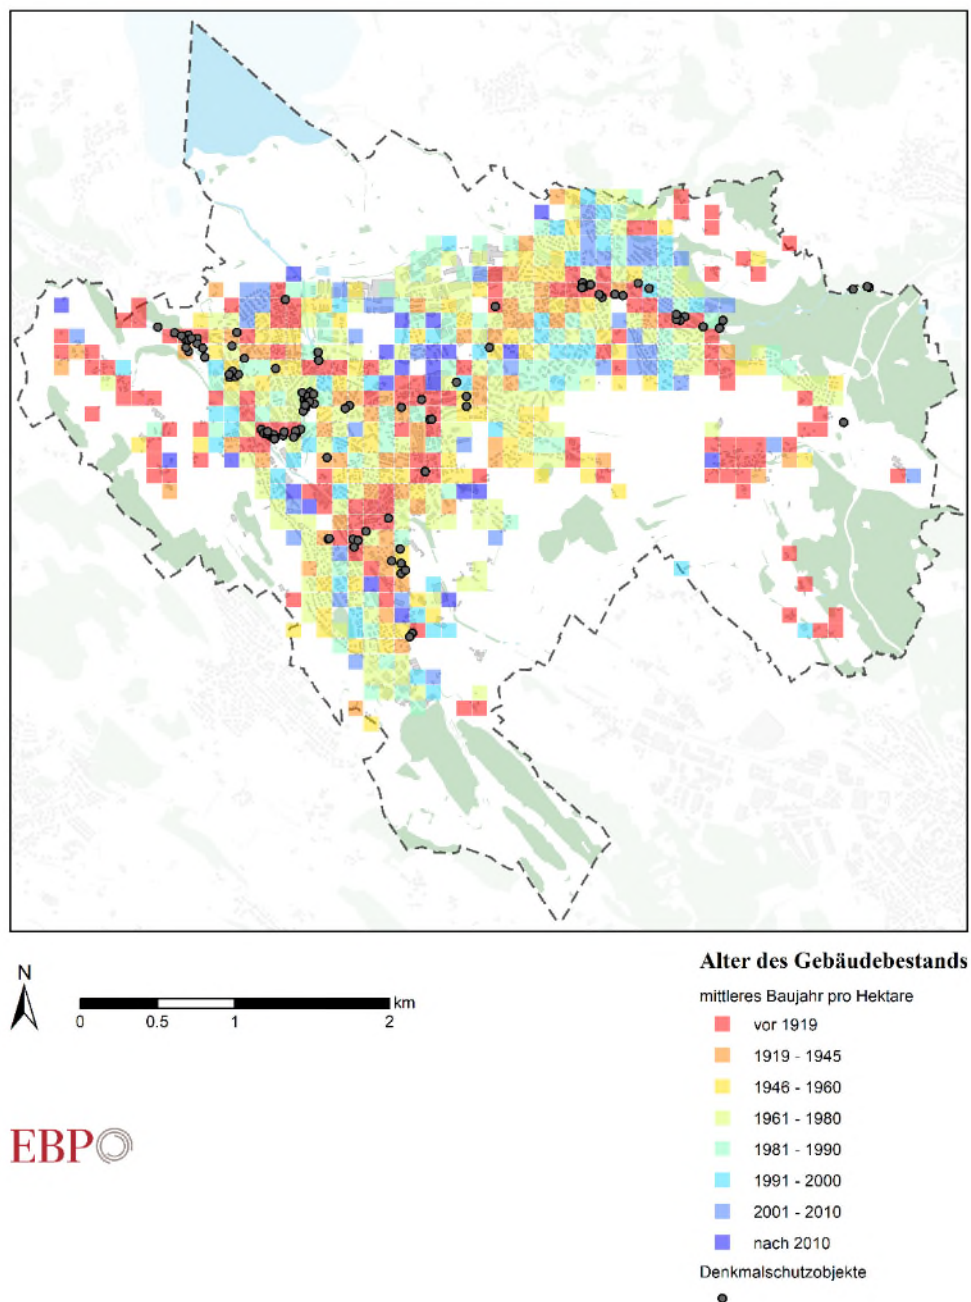 N
km
0 0.5 1 2
EBP
Alter des Gebäudebestands
mittleres Baujahr pro Hektare
vor 1919
1919 - 1945
1946 - 1960
1961 - 1980
1981 - 1990
1991 - 2000
2001 - 2010
nach 2010
Denkmalschutzobjekte